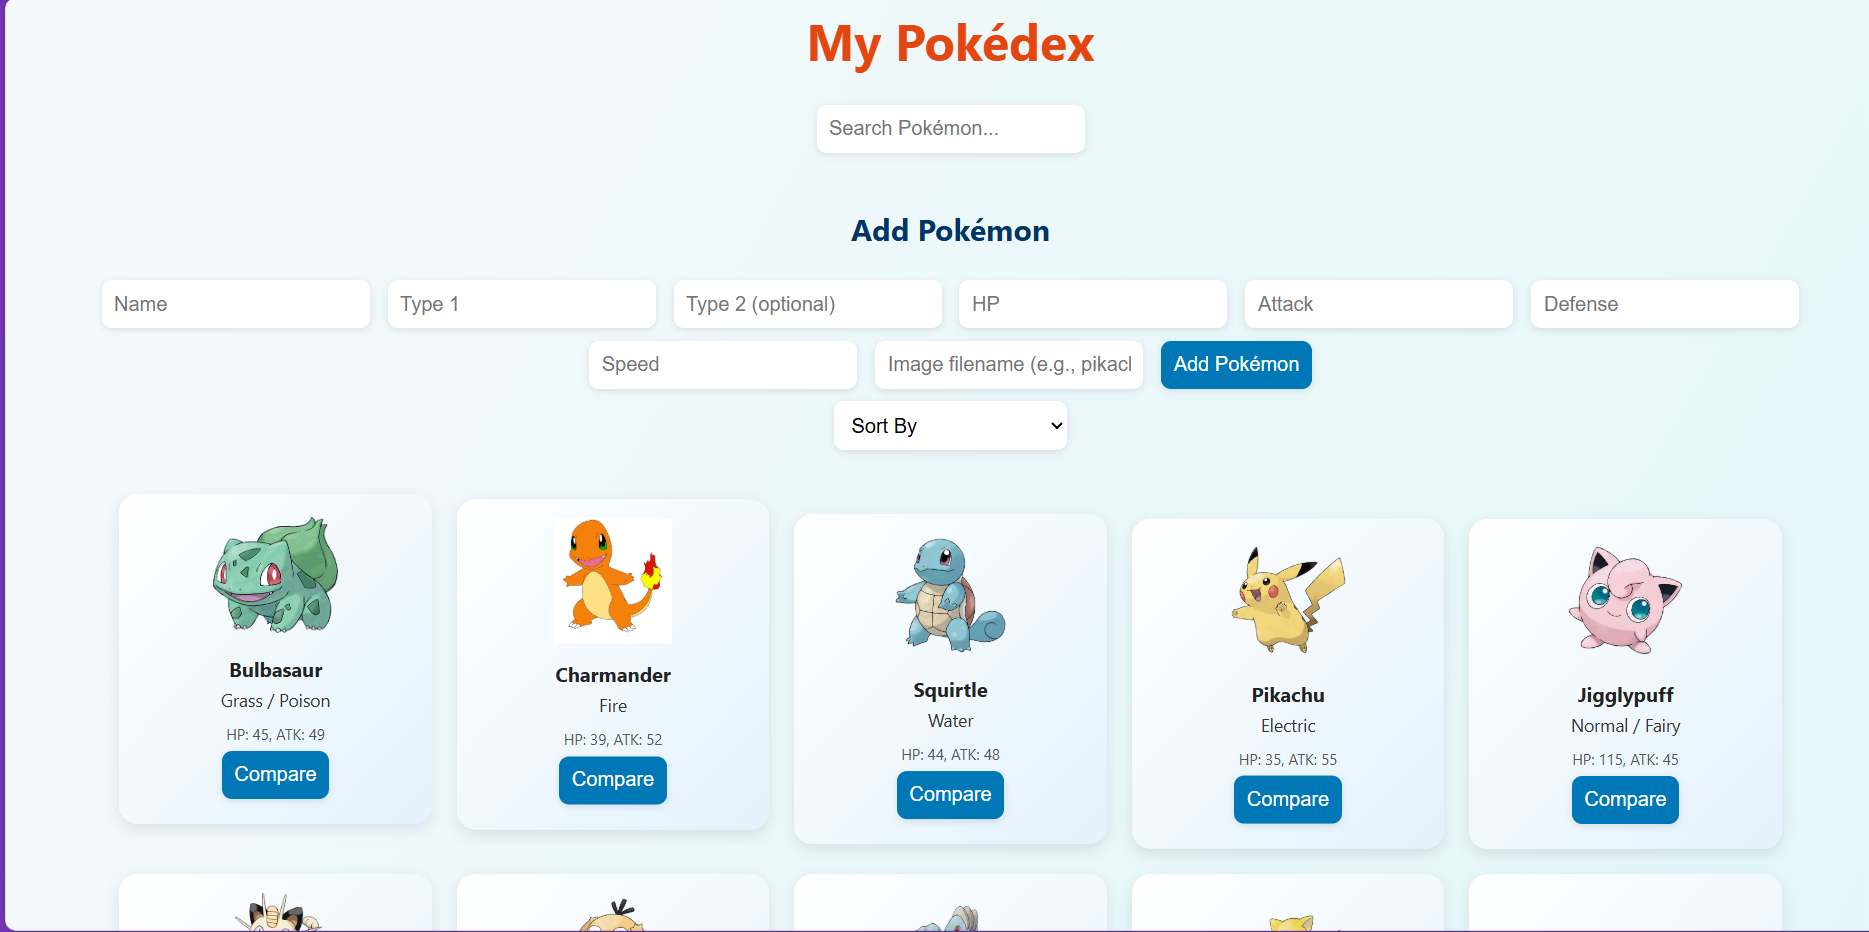 My Pokédex
Search Pokémon...
Add Pokémon
Name
Type 1
Type 2 (optional)
HP
Attack
Defense
Speed
Image filename (e.g., pikacl
Add Pokémon
Sort By
Bulbasaur
Grass / Poison
HP: 45, ATK: 49
Compare
Charmander
Fire
HP: 39, ATK: 52
Compare
Squirtle
Water
HP: 44, ATK: 48
Compare
Pikachu
Electric
HP: 35, ATK: 55
Compare
Jigglypuff
Normal / Fairy
HP: 115, ATK: 45
Compare